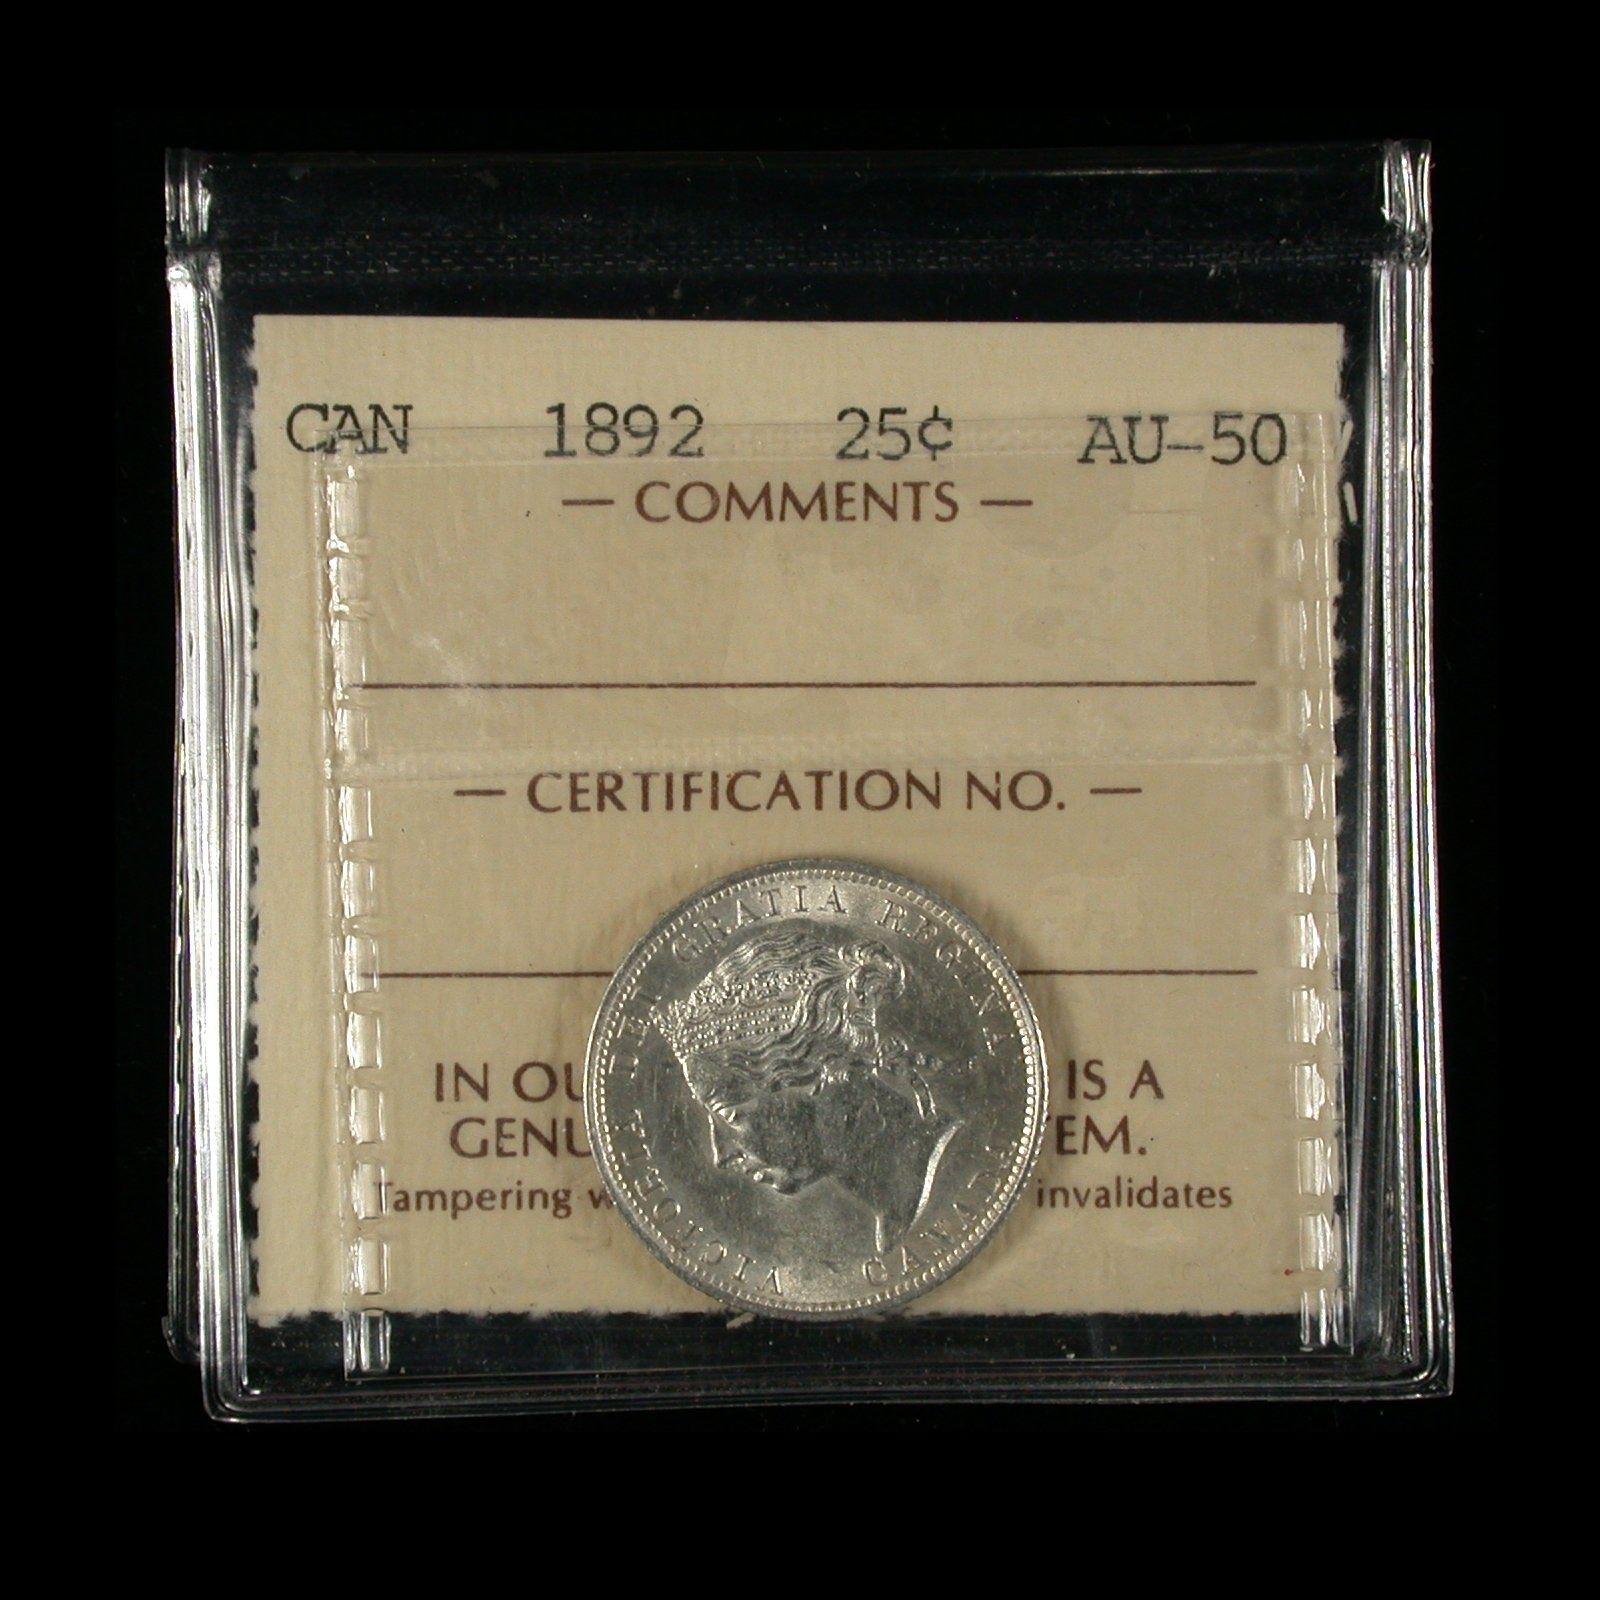 CAN 1892 25¢ AU-50
— COMMENTS —
— CERTIFICATION NO. —
IN OU IS A
GENU EM.
Tampering w invalidates
VICTORIA DEI GRATIA REGINA CANADA